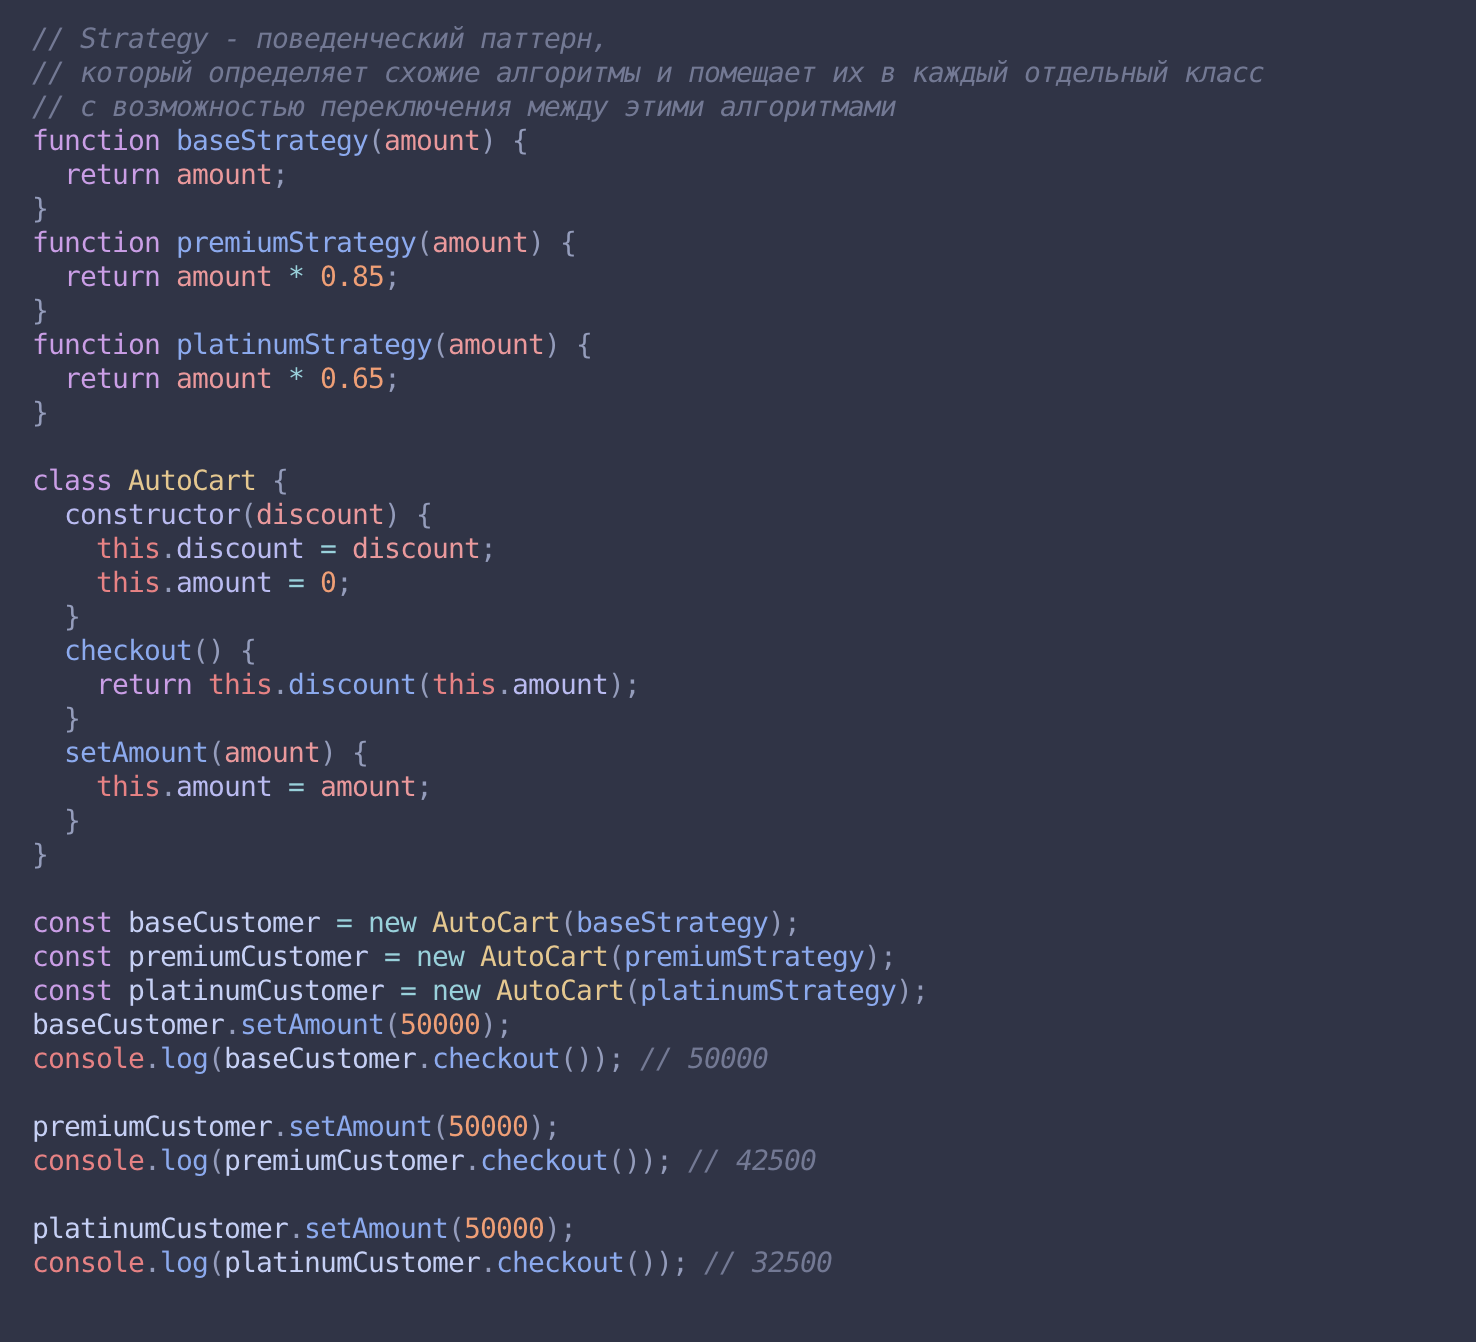 // Strategy - поведенческий паттерн,
// который определяет схожие алгоритмы и помещает их в каждый отдельный класс
// с возможностью переключения между этими алгоритмами
function baseStrategy(amount) {
  return amount;
}
function premiumStrategy(amount) {
  return amount * 0.85;
}
function platinumStrategy(amount) {
  return amount * 0.65;
}

class AutoCart {
  constructor(discount) {
    this.discount = discount;
    this.amount = 0;
  }
  checkout() {
    return this.discount(this.amount);
  }
  setAmount(amount) {
    this.amount = amount;
  }
}

const baseCustomer = new AutoCart(baseStrategy);
const premiumCustomer = new AutoCart(premiumStrategy);
const platinumCustomer = new AutoCart(platinumStrategy);
baseCustomer.setAmount(50000);
console.log(baseCustomer.checkout()); // 50000

premiumCustomer.setAmount(50000);
console.log(premiumCustomer.checkout()); // 42500

platinumCustomer.setAmount(50000);
console.log(platinumCustomer.checkout()); // 32500